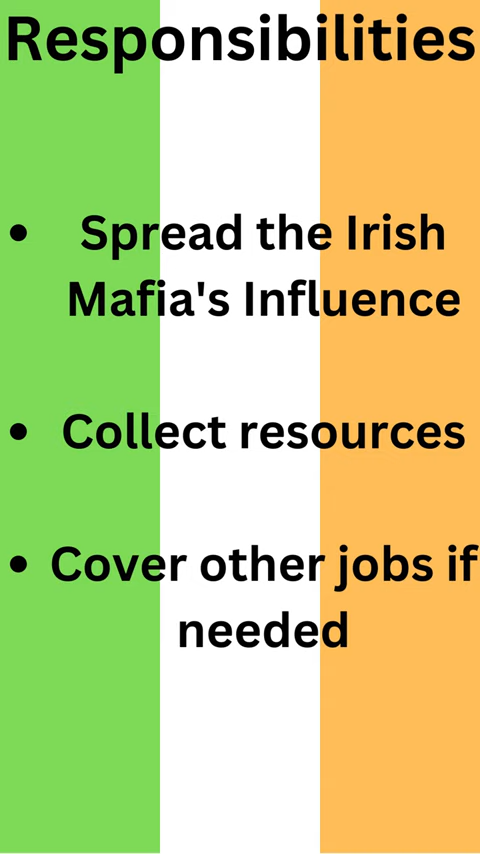 Responsibilities
• Spread the Irish
Mafia's Influence
• Collect resources
• Cover other jobs if
needed